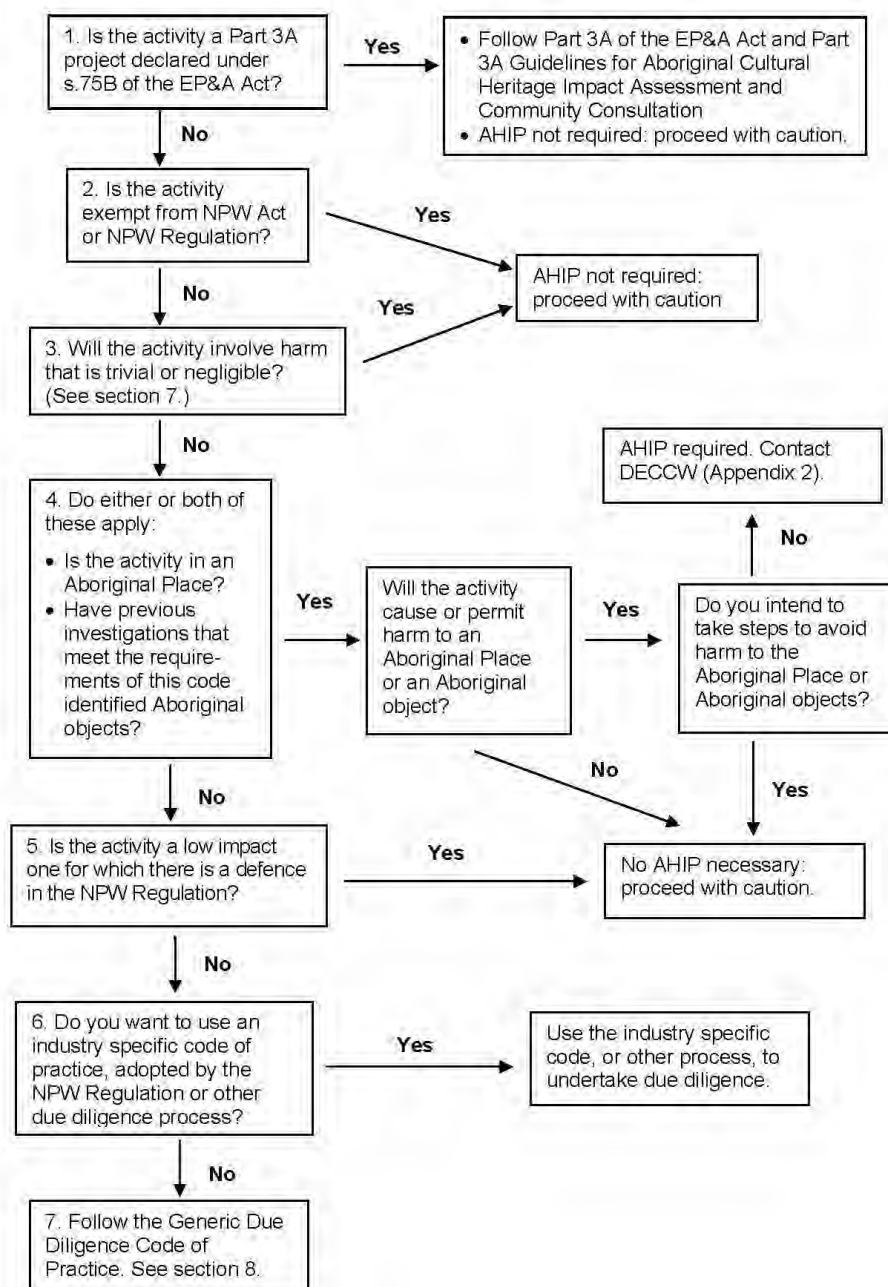 1. Is the activity a Part 3A
project declared under
s.75B of the EP&A Act?
Yes
• Follow Part 3A of the EP&A Act and Part
3A Guidelines for Aboriginal Cultural
Heritage Impact Assessment and
Community Consultation
• AHIP not required: proceed with caution.
No
2. Is the activity
exempt from NPW Act
or NPW Regulation?
Yes
AHIP not required:
proceed with caution
No
3. Will the activity involve harm
that is trivial or negligible?
(See section 7.)
Yes
No
4. Do either or both of
these apply:
• Is the activity in an
Aboriginal Place?
• Have previous
investigations that
meet the require-
ments of this code
identified Aboriginal
objects?
Yes
Will the activity
cause or permit
harm to an
Aboriginal Place
or an Aboriginal
object?
Yes
Do you intend to
take steps to avoid
harm to the
Aboriginal Place or
Aboriginal objects?
No
AHIP required. Contact
DECCW (Appendix 2).
No
Yes
No
5. Is the activity a low impact
one for which there is a defence
in the NPW Regulation?
Yes
No AHIP necessary:
proceed with caution.
No
6. Do you want to use an
industry specific code of
practice, adopted by the
NPW Regulation or other
due diligence process?
Yes
Use the industry specific
code, or other process, to
undertake due diligence.
No
7. Follow the Generic Due
Diligence Code of
Practice. See section 8.